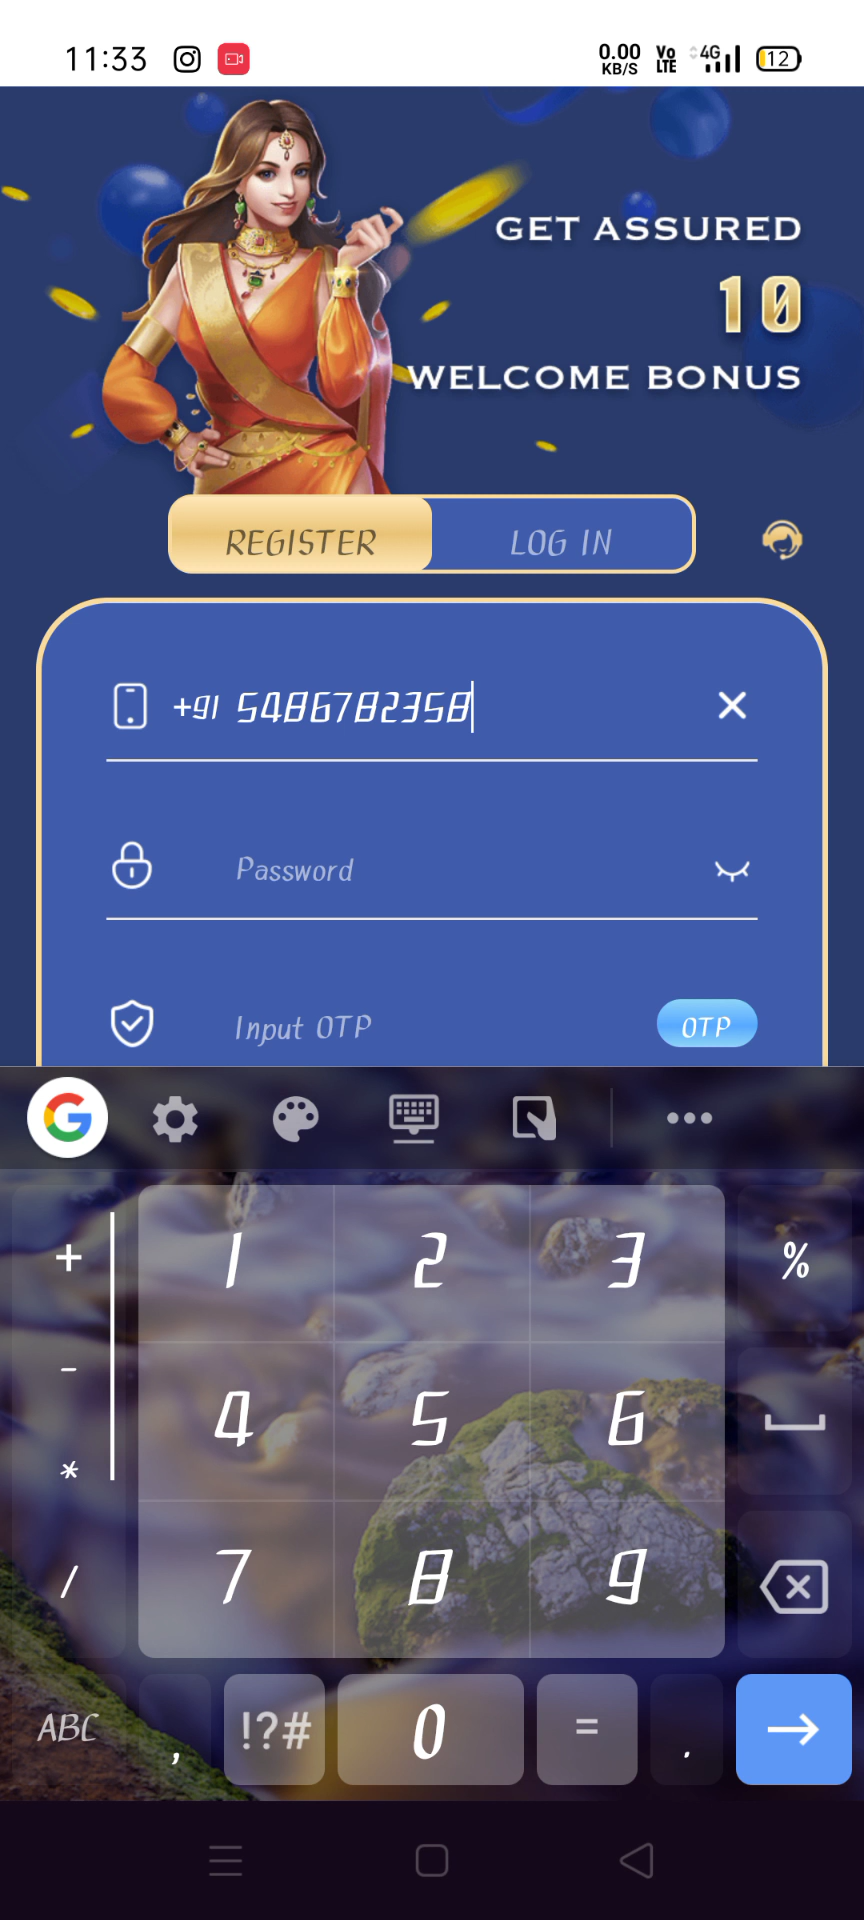 11:33 0.00 KB/S Vo LTE 4G 12
GET ASSURED
10
WELCOME BONUS
REGISTER LOG IN
+91 5486782358
Password
Input OTP OTP
G
+ 1 2 3 %
-
4 5 6
*
/ 7 8 9
ABC , !?# 0 = .